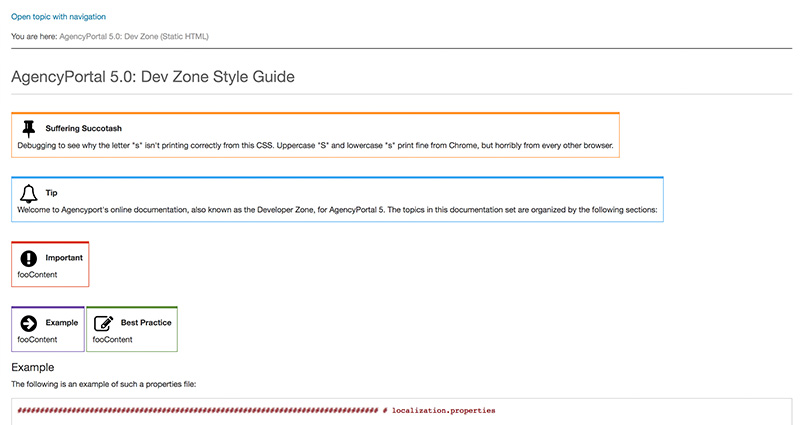 Open topic with navigation
You are here: AgencyPortal 5.0: Dev Zone (Static HTML)
AgencyPortal 5.0: Dev Zone Style Guide
Suffering Succotash
Debugging to see why the letter "s" isn't printing correctly from this CSS. Uppercase "S" and lowercase "s" print fine from Chrome, but horribly from every other browser.
Tip
Welcome to Agencyport's online documentation, also known as the Developer Zone, for AgencyPortal 5. The topics in this documentation set are organized by the following sections:
Important
fooContent
Example
fooContent
Best Practice
fooContent
Example
The following is an example of such a properties file:
################################################################################ # localization.properties